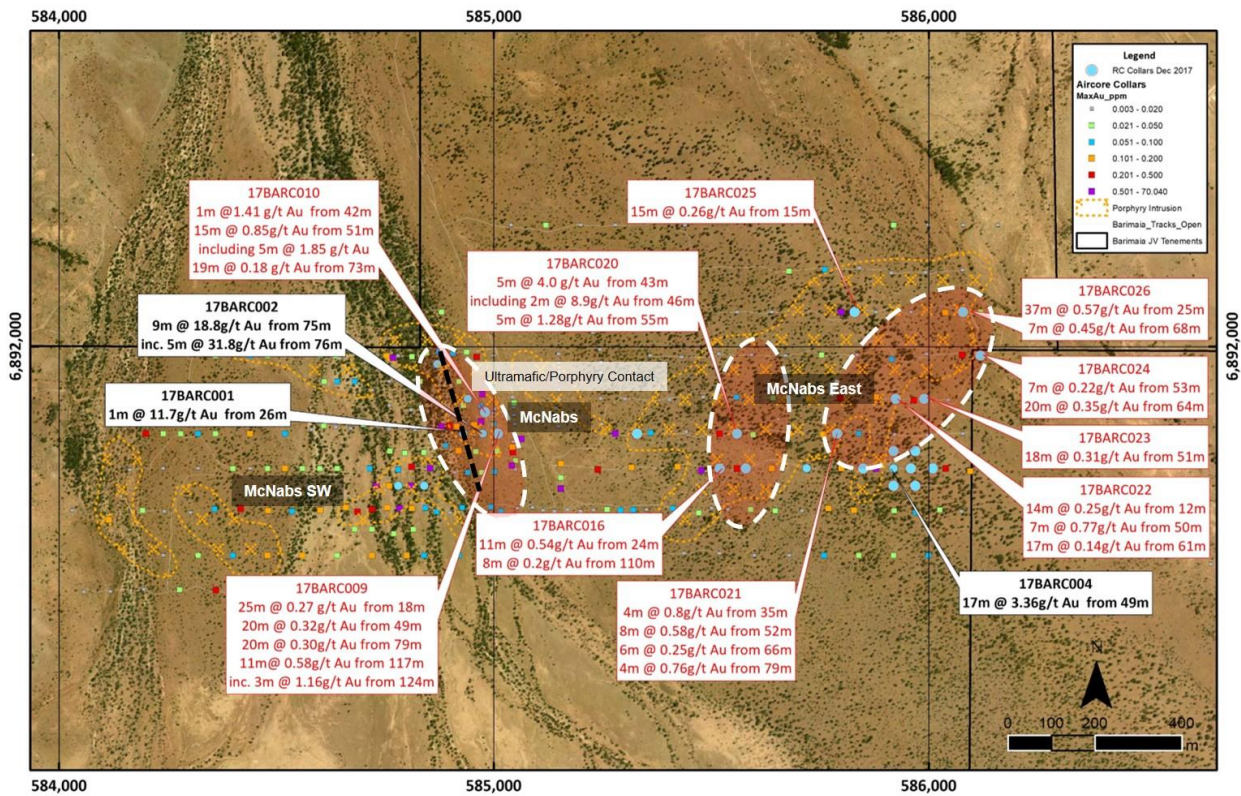 584,000
585,000
586,000
Legend
RC Collars Dec 2017
Aircore Collars
MaxAu_ppm
0.003 - 0.020
0.021 - 0.050
0.051 - 0.100
0.101 - 0.200
0.201 - 0.500
0.501 - 70.040
Porphyry Intrusion
Barimaia_Tracks_Open
Barimaia JV Tenements
17BARC010
1m @1.41 g/t Au from 42m
15m @ 0.85g/t Au from 51m
including 5m @ 1.85 g/t Au
19m @ 0.18 g/t Au from 73m
17BARC025
15m @ 0.26g/t Au from 15m
17BARC020
5m @ 4.0 g/t Au from 43m
including 2m @ 8.9g/t Au from 46m
5m @ 1.28g/t Au from 55m
17BARC002
9m @ 18.8g/t Au from 75m
inc. 5m @ 31.8g/t Au from 76m
17BARC026
37m @ 0.57g/t Au from 25m
7m @ 0.45g/t Au from 68m
6,892,000
6,892,000
Ultramafic/Porphyry Contact
McNabs East
17BARC024
7m @ 0.22g/t Au from 53m
20m @ 0.35g/t Au from 64m
17BARC001
1m @ 11.7g/t Au from 26m
McNabs
17BARC023
18m @ 0.31g/t Au from 51m
McNabs SW
17BARC022
14m @ 0.25g/t Au from 12m
7m @ 0.77g/t Au from 50m
17m @ 0.14g/t Au from 61m
17BARC016
11m @ 0.54g/t Au from 24m
8m @ 0.2g/t Au from 110m
17BARC009
25m @ 0.27 g/t Au from 18m
20m @ 0.32g/t Au from 49m
20m @ 0.30g/t Au from 79m
11m@ 0.58g/t Au from 117m
inc. 3m @ 1.16g/t Au from 124m
17BARC021
4m @ 0.8g/t Au from 35m
8m @ 0.58g/t Au from 52m
6m @ 0.25g/t Au from 66m
4m @ 0.76g/t Au from 79m
17BARC004
17m @ 3.36g/t Au from 49m
N
0 100 200 400
m
584,000
585,000
586,000